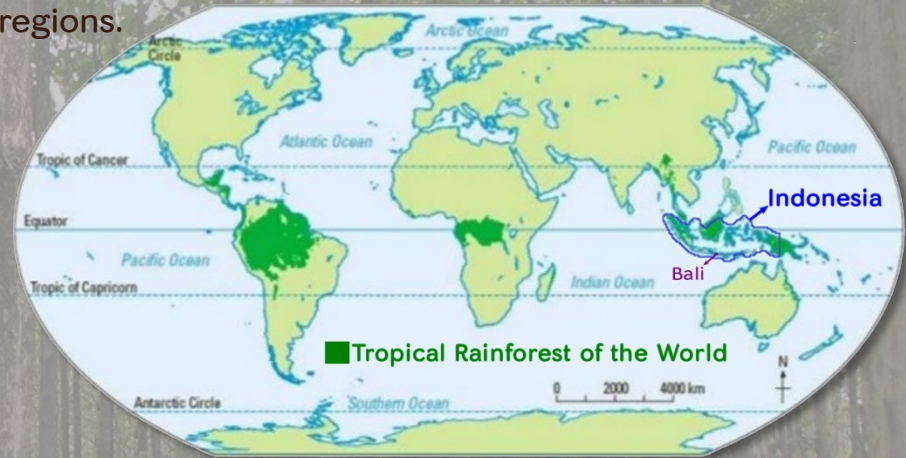 regions.
Arctic Ocean
Arctic
Circle
Atlantic Ocean
Pacific Ocean
Tropic of Cancer
Indonesia
Equator
Pacific Ocean
Bali
Indian Ocean
Tropic of Capricorn
Tropical Rainforest of the World
N
0 2000 4000 km
Antarctic Circle
Southern Ocean